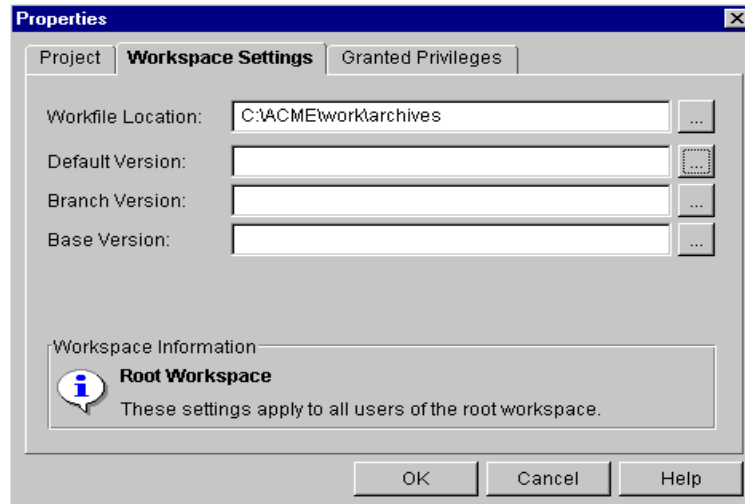 Properties
Project Workspace Settings Granted Privileges
Workfile Location: C:\ACME\work\archives ...
Default Version: ...
Branch Version: ...
Base Version: ...
Workspace Information
Root Workspace
These settings apply to all users of the root workspace.
OK Cancel Help